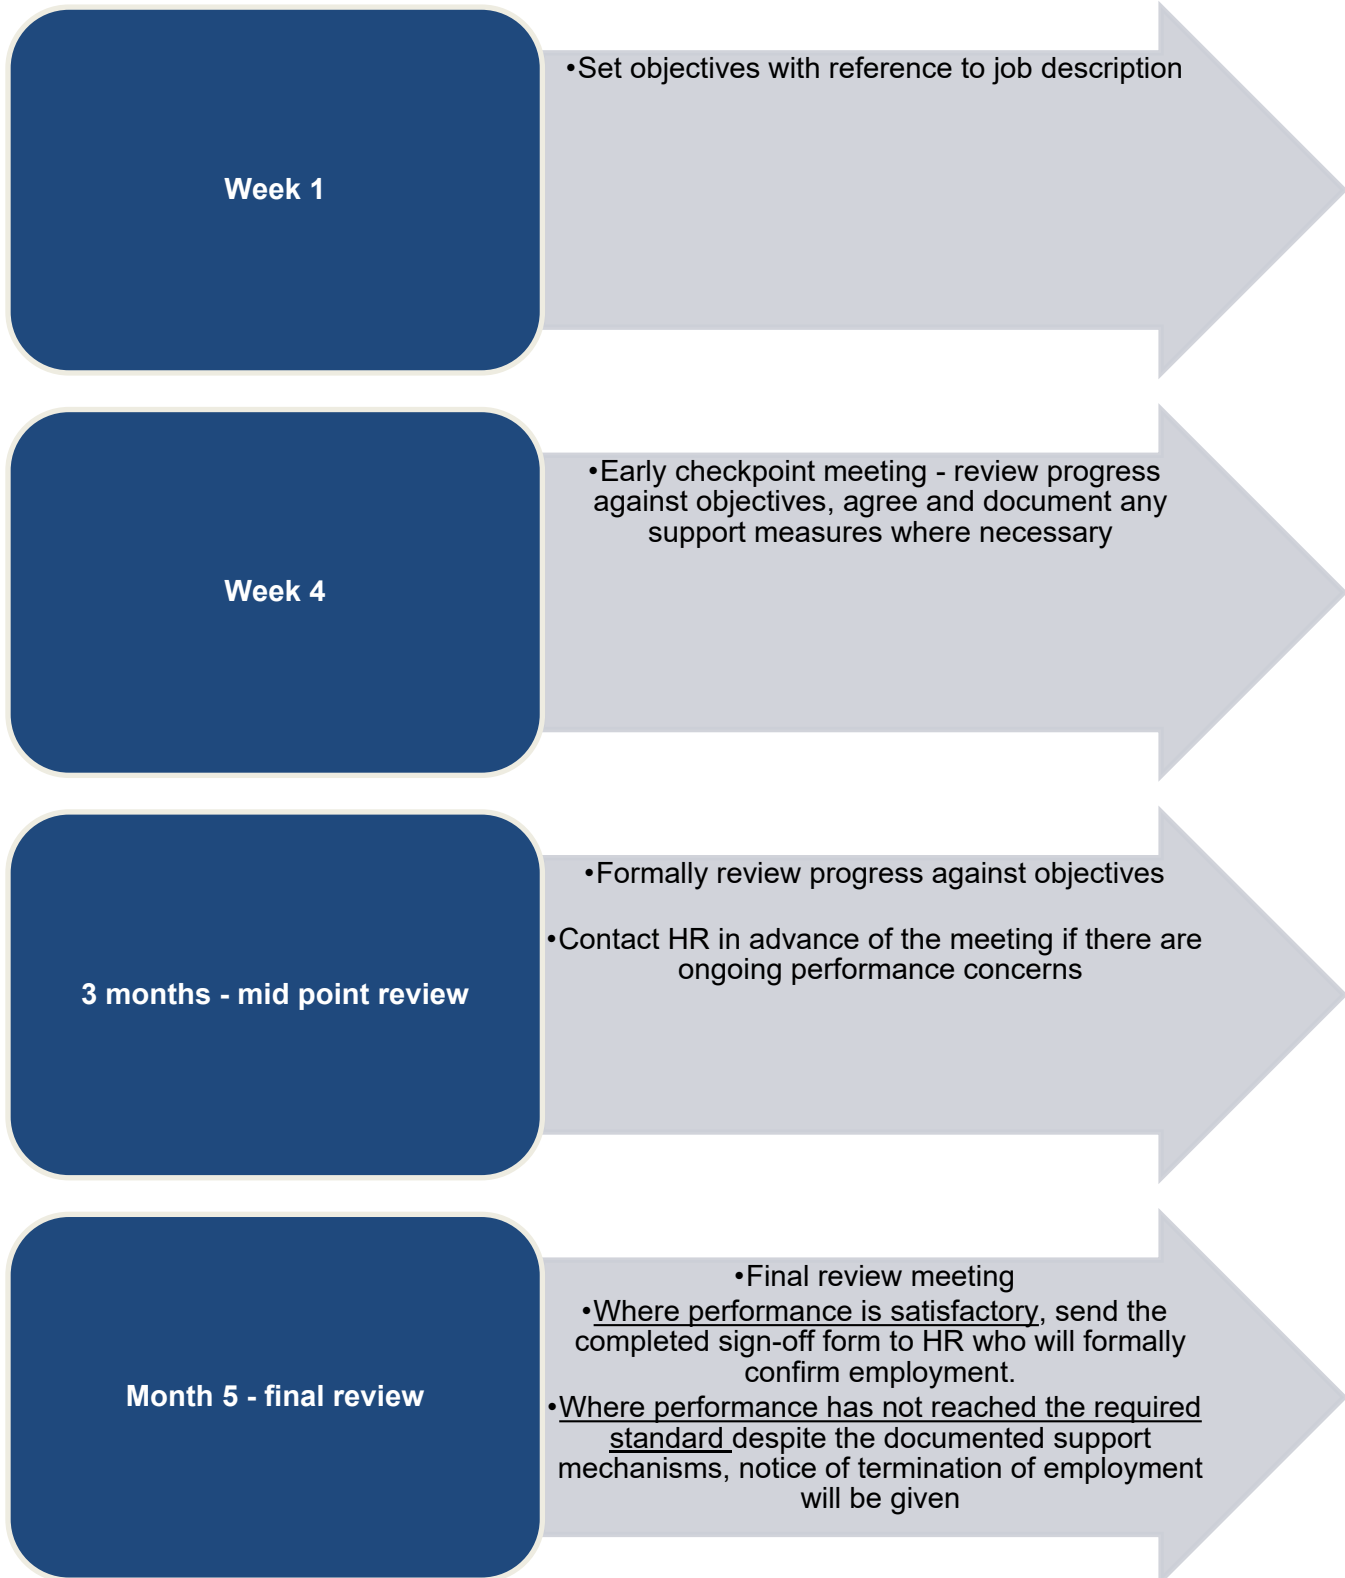 Week 1
•Set objectives with reference to job description
Week 4
•Early checkpoint meeting - review progress
against objectives, agree and document any
support measures where necessary
3 months - mid point review
•Formally review progress against objectives
•Contact HR in advance of the meeting if there are
ongoing performance concerns
Month 5 - final review
•Final review meeting
•Where performance is satisfactory, send the
completed sign-off form to HR who will formally
confirm employment.
•Where performance has not reached the required
standard despite the documented support
mechanisms, notice of termination of employment
will be given